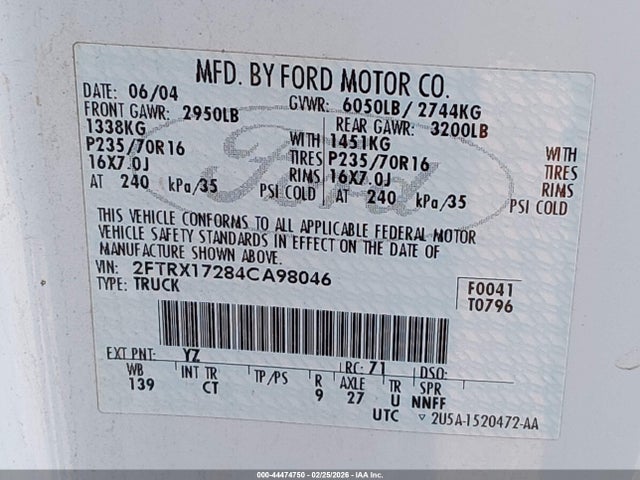 MFD. BY FORD MOTOR CO.
DATE: 06/04 GVWR: 6050LB / 2744KG
FRONT GAWR: 2950LB REAR GAWR: 3200LB
1338KG WITH 1451KG WITH
P235/70R16 TIRES P235/70R16 TIRES
16X7.0J RIMS 16X7.0J RIMS
AT 240 kPa/35 PSI COLD AT 240 kPa/35 PSI COLD
THIS VEHICLE CONFORMS TO ALL APPLICABLE FEDERAL MOTOR
VEHICLE SAFETY STANDARDS IN EFFECT ON THE DATE OF
MANUFACTURE SHOWN ABOVE.
VIN: 2FTRX17284CA98046 F0041
TYPE: TRUCK T0796
EXT PNT: YZ RC: 71 DSO:
WB INT TR TP/PS R AXLE TR SPR
139 CT 9 27 U NNFF
UTC ▽ 2U5A-1520472-AA
Ford
000-44474750 - 02/25/2026 - IAA Inc.